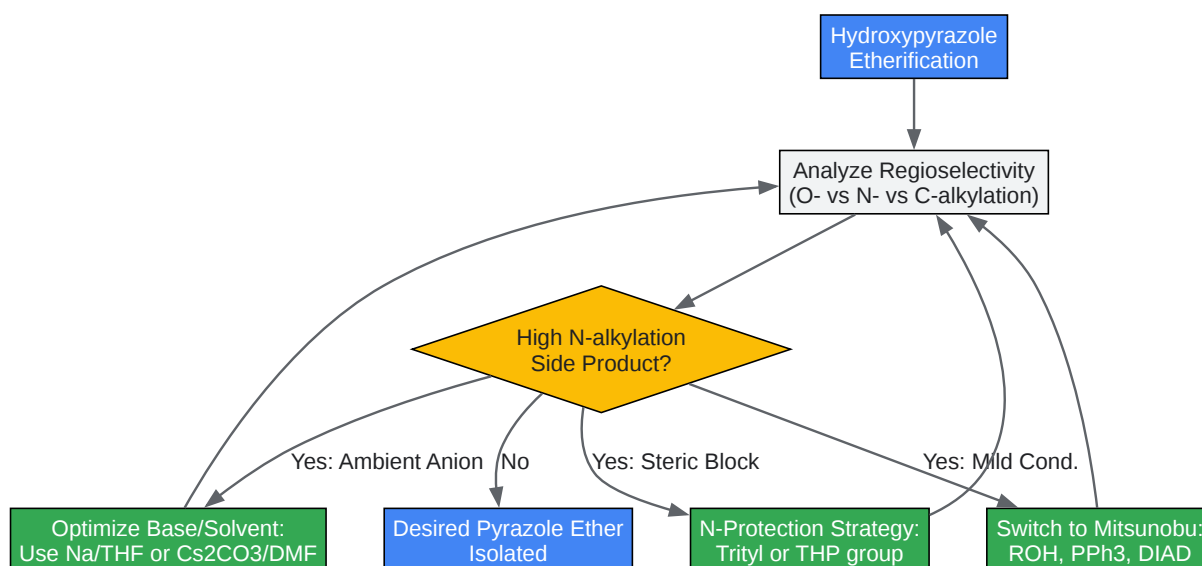 Hydroxypyrazole
Etherification
Analyze Regioselectivity
(O- vs N- vs C-alkylation)
High N-alkylation
Side Product?
Yes: Ambient Anion
No
Yes: Steric Block
Yes: Mild Cond.
Optimize Base/Solvent:
Use Na/THF or Cs2CO3/DMF
Desired Pyrazole Ether
Isolated
N-Protection Strategy:
Trityl or THP group
Switch to Mitsunobu:
ROH, PPh3, DIAD